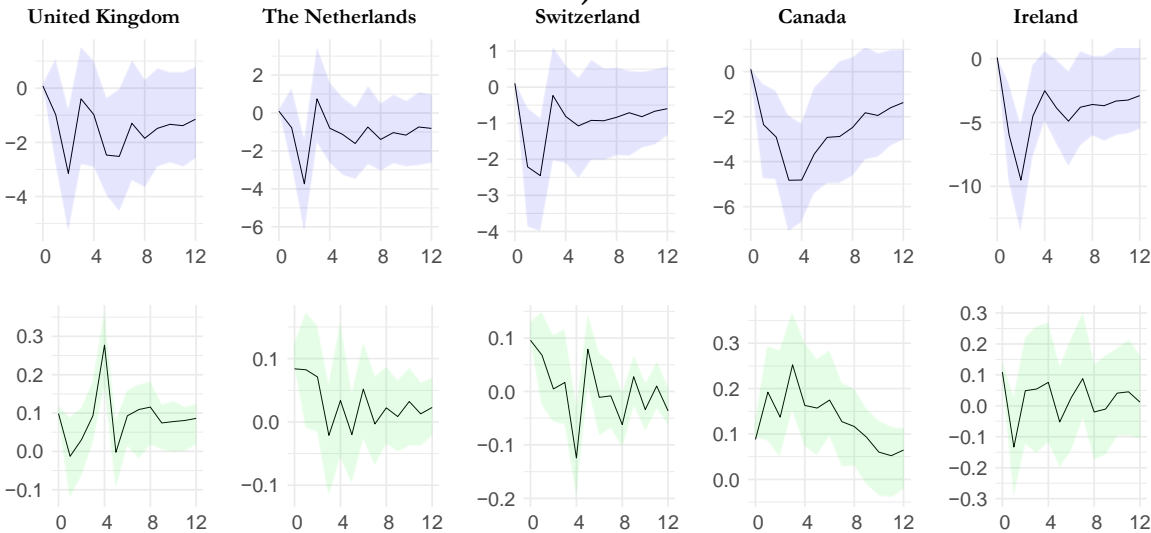 United Kingdom The Netherlands Switzerland Canada Ireland
0 2 1 0 0
−2 0 0 −2 −5
−4 −2 −1 −4 −10
−4 −2 −6
−6 −3
−4
0 4 8 12 0 4 8 12 0 4 8 12 0 4 8 12 0 4 8 12
0.3 0.1 0.1 0.3 0.3
0.2 0.0 0.0 0.2 0.2
0.1 −0.1 −0.1 0.1 0.1
0.0 −0.2 0.0 0.0
−0.1 −0.1
−0.2
−0.3
0 4 8 12 0 4 8 12 0 4 8 12 0 4 8 12 0 4 8 12